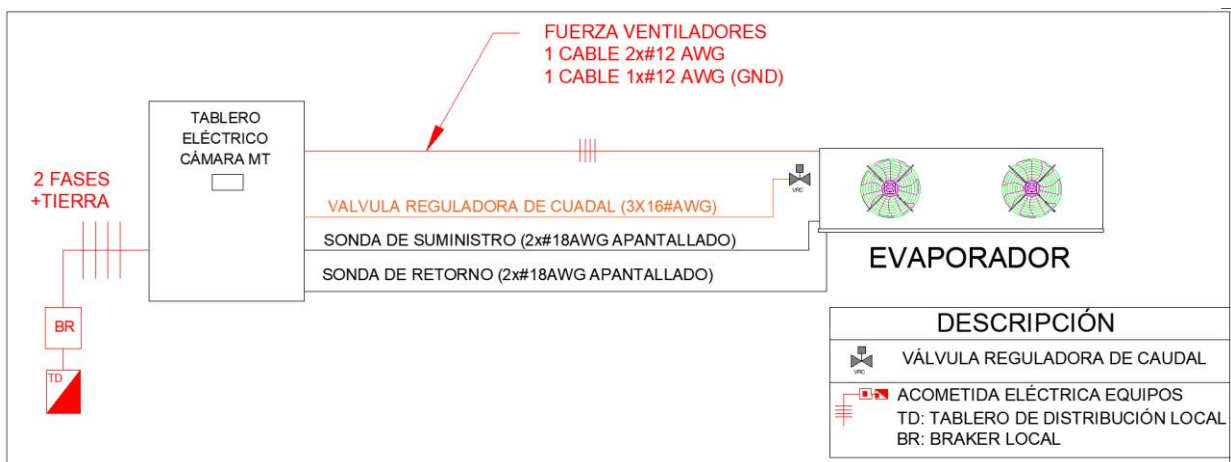 FUERZA VENTILADORES
1 CABLE 2x#12 AWG
1 CABLE 1x#12 AWG (GND)
TABLERO
ELÉCTRICO
CÁMARA MT
2 FASES
+TIERRA
VRC
VALVULA REGULADORA DE CUADAL (3X16#AWG)
SONDA DE SUMINISTRO (2x#18AWG APANTALLADO)
SONDA DE RETORNO (2x#18AWG APANTALLADO)
EVAPORADOR
BR
TD
DESCRIPCIÓN
VRC
VÁLVULA REGULADORA DE CAUDAL
ACOMETIDA ELÉCTRICA EQUIPOS
TD: TABLERO DE DISTRIBUCIÓN LOCAL
BR: BRAKER LOCAL